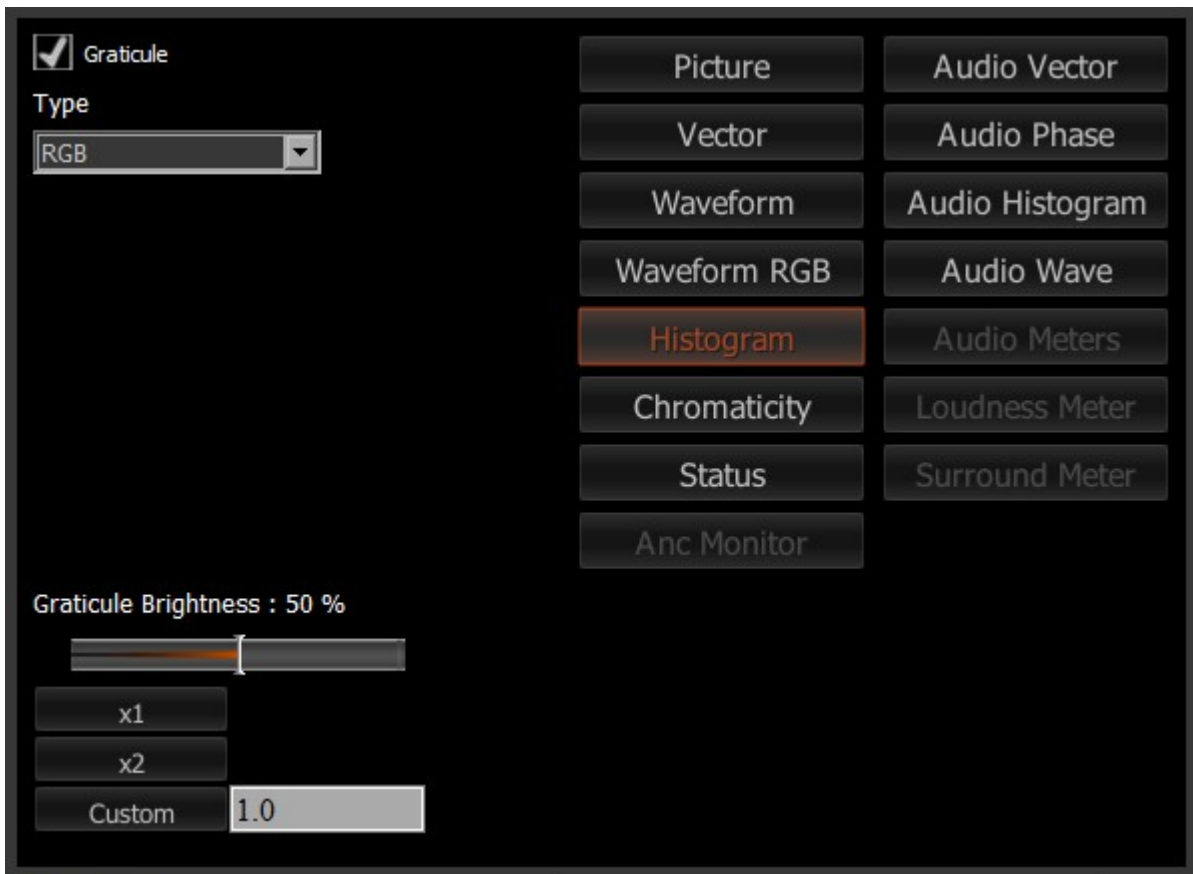 Graticule
Type
RGB
Picture
Audio Vector
Vector
Audio Phase
Waveform
Audio Histogram
Waveform RGB
Audio Wave
Histogram
Audio Meters
Chromaticity
Loudness Meter
Status
Surround Meter
Anc Monitor
Graticule Brightness : 50 %
x1
x2
Custom
1.0